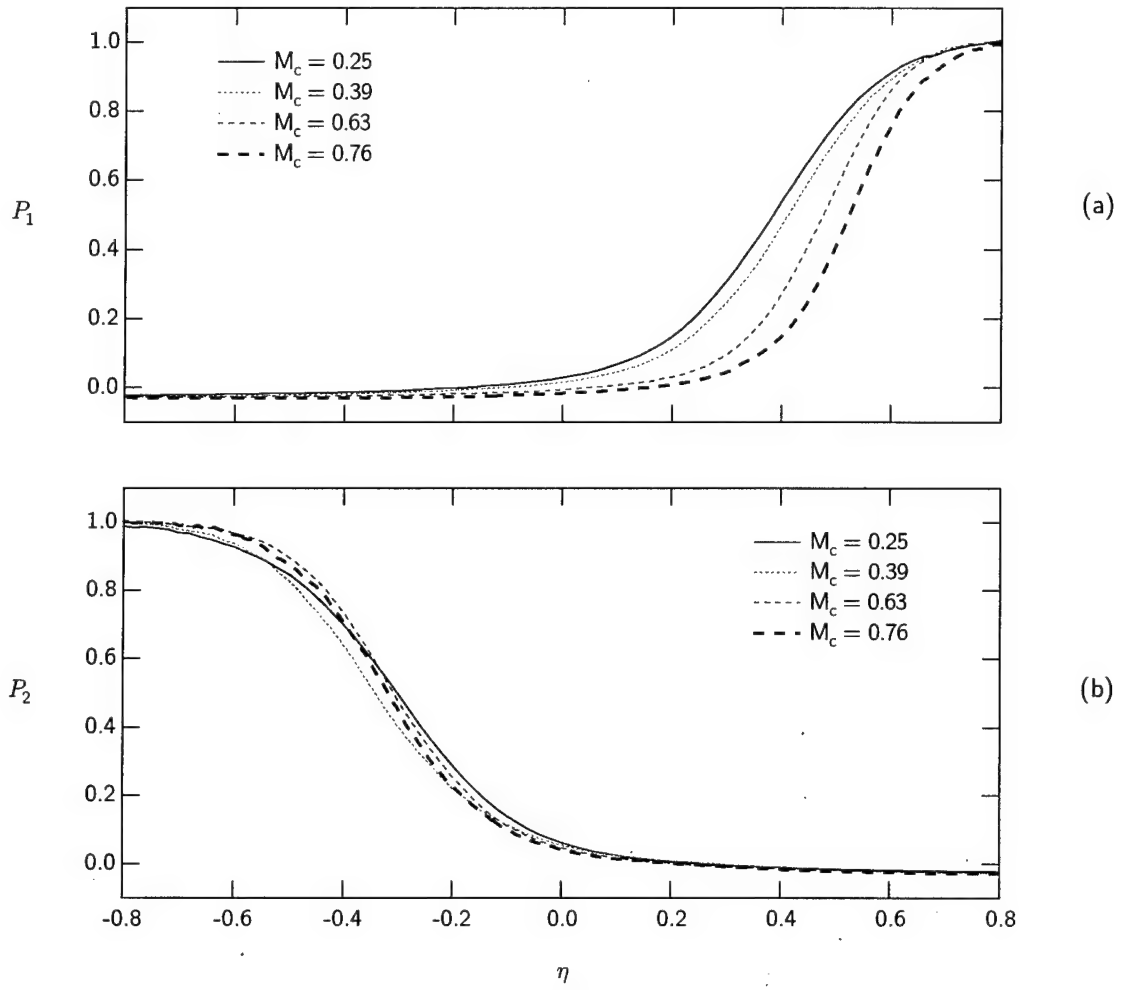 1.0
0.8
0.6
0.4
0.2
0.0
P₁
M_c = 0.25
M_c = 0.39
M_c = 0.63
M_c = 0.76
(a)
1.0
0.8
0.6
0.4
0.2
0.0
P₂
M_c = 0.25
M_c = 0.39
M_c = 0.63
M_c = 0.76
(b)
-0.8 -0.6 -0.4 -0.2 0.0 0.2 0.4 0.6 0.8
η